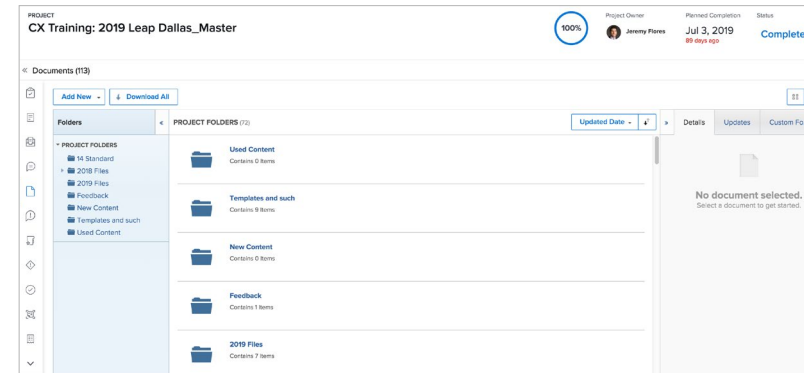 PROJECT
CX Training: 2019 Leap Dallas_Master
100%
Project Owner
Jeremy Flores
Planned Completion
Jul 3, 2019
89 days ago
Status
Complete
« Documents (113)
Add New
Download All
Folders
«
PROJECT FOLDERS (72)
Updated Date
»
Details
Updates
Custom Fo
PROJECT FOLDERS
14 Standard
2018 Files
2019 Files
Feedback
New Content
Templates and such
Used Content
Used Content
Contains 0 Items
Templates and such
Contains 9 Items
New Content
Contains 0 Items
Feedback
Contains 1 Items
2019 Files
Contains 7 Items
No document selected.
Select a document to get started.